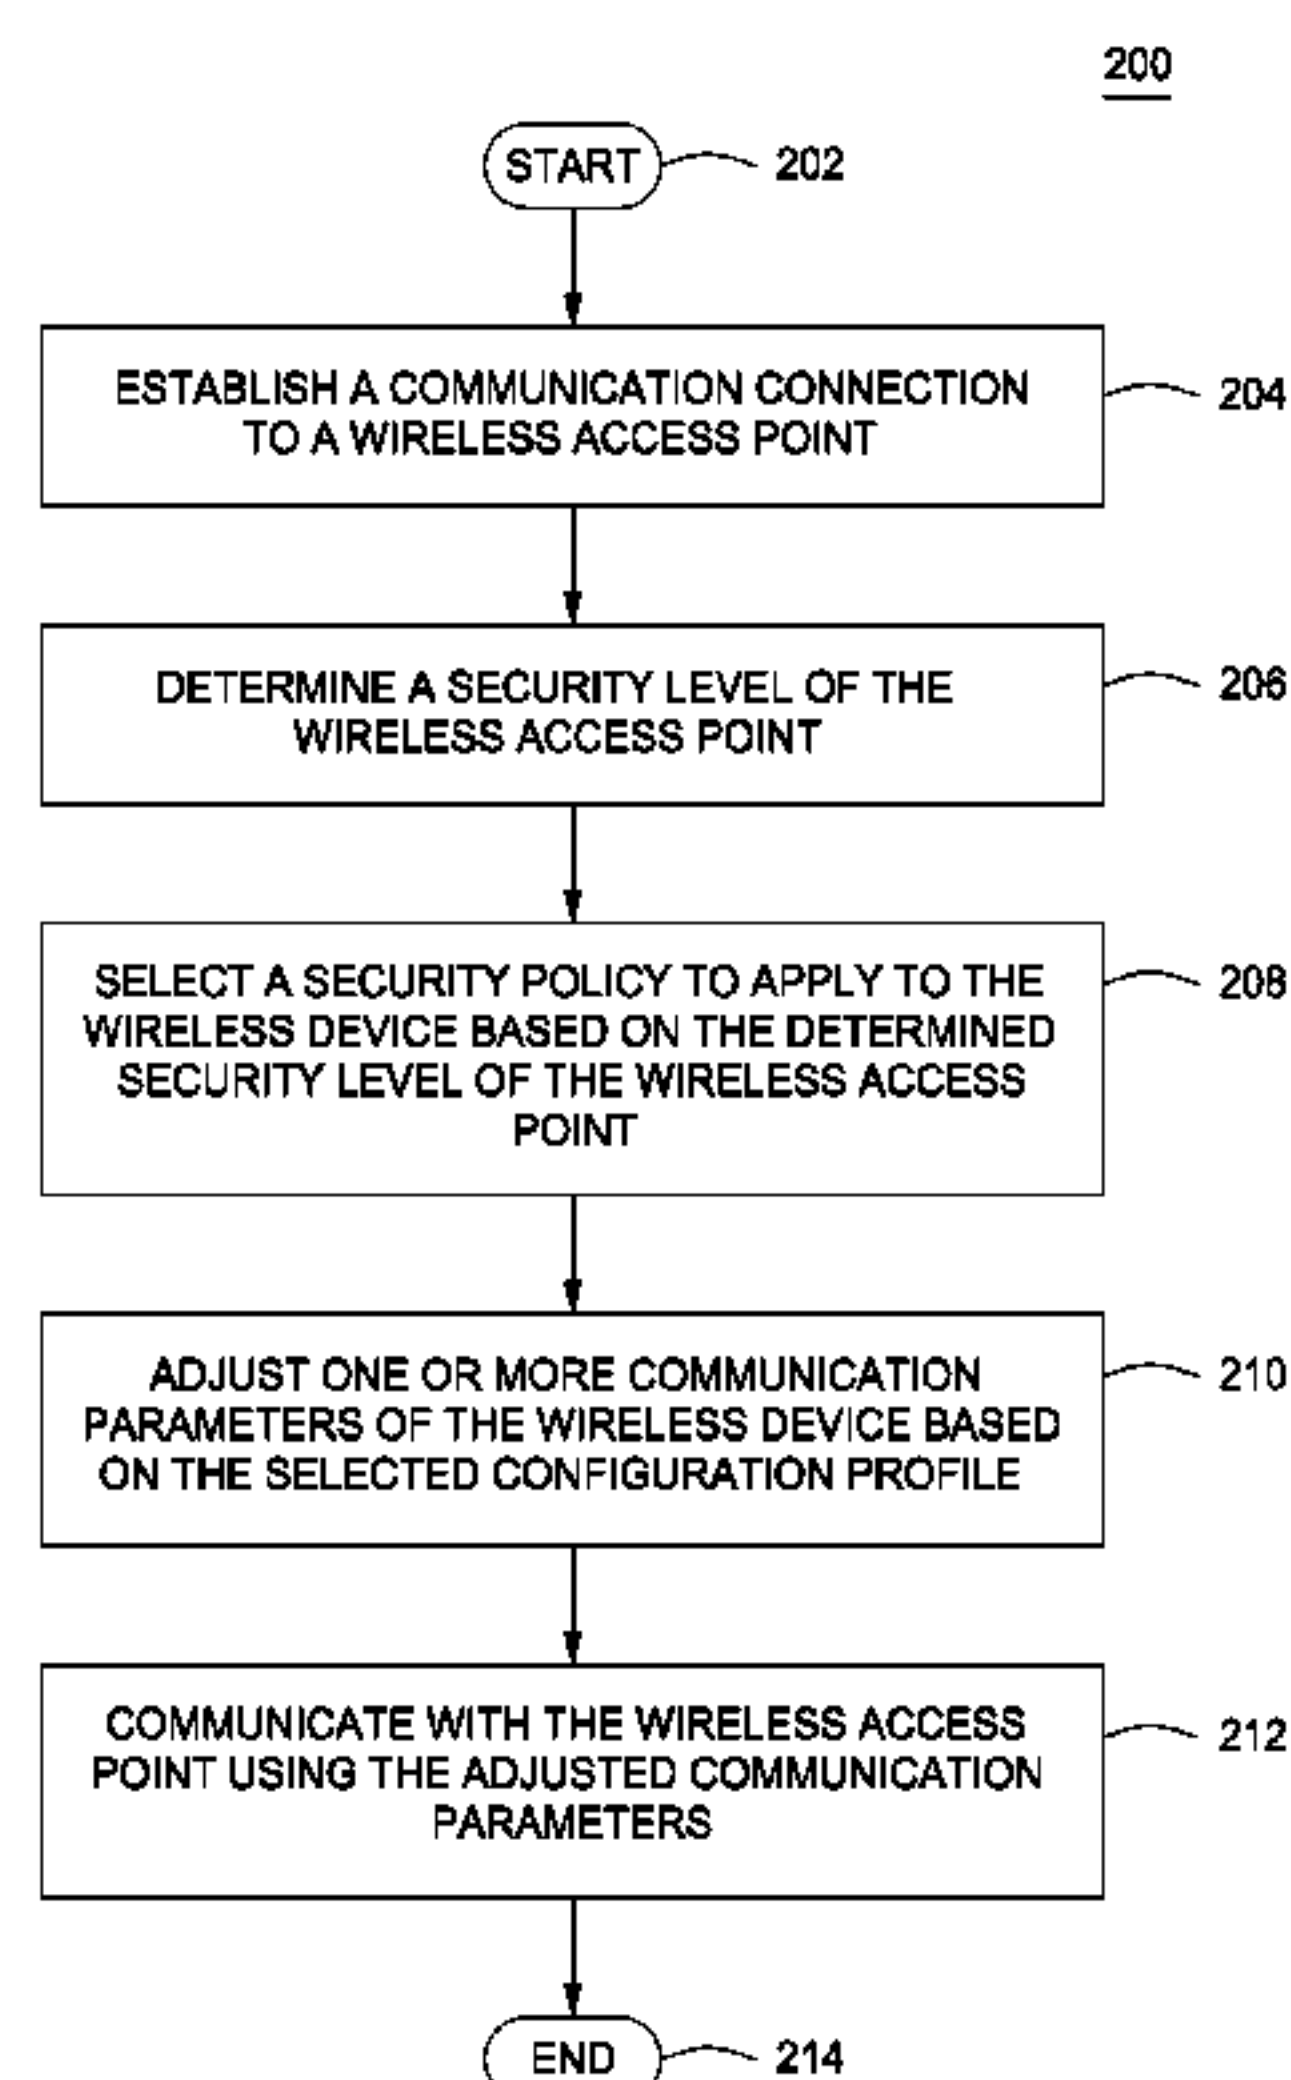 200
START
202
ESTABLISH A COMMUNICATION CONNECTION
TO A WIRELESS ACCESS POINT
204
DETERMINE A SECURITY LEVEL OF THE
WIRELESS ACCESS POINT
206
SELECT A SECURITY POLICY TO APPLY TO THE
WIRELESS DEVICE BASED ON THE DETERMINED
SECURITY LEVEL OF THE WIRELESS ACCESS
POINT
208
ADJUST ONE OR MORE COMMUNICATION
PARAMETERS OF THE WIRELESS DEVICE BASED
ON THE SELECTED CONFIGURATION PROFILE
210
COMMUNICATE WITH THE WIRELESS ACCESS
POINT USING THE ADJUSTED COMMUNICATION
PARAMETERS
212
END
214